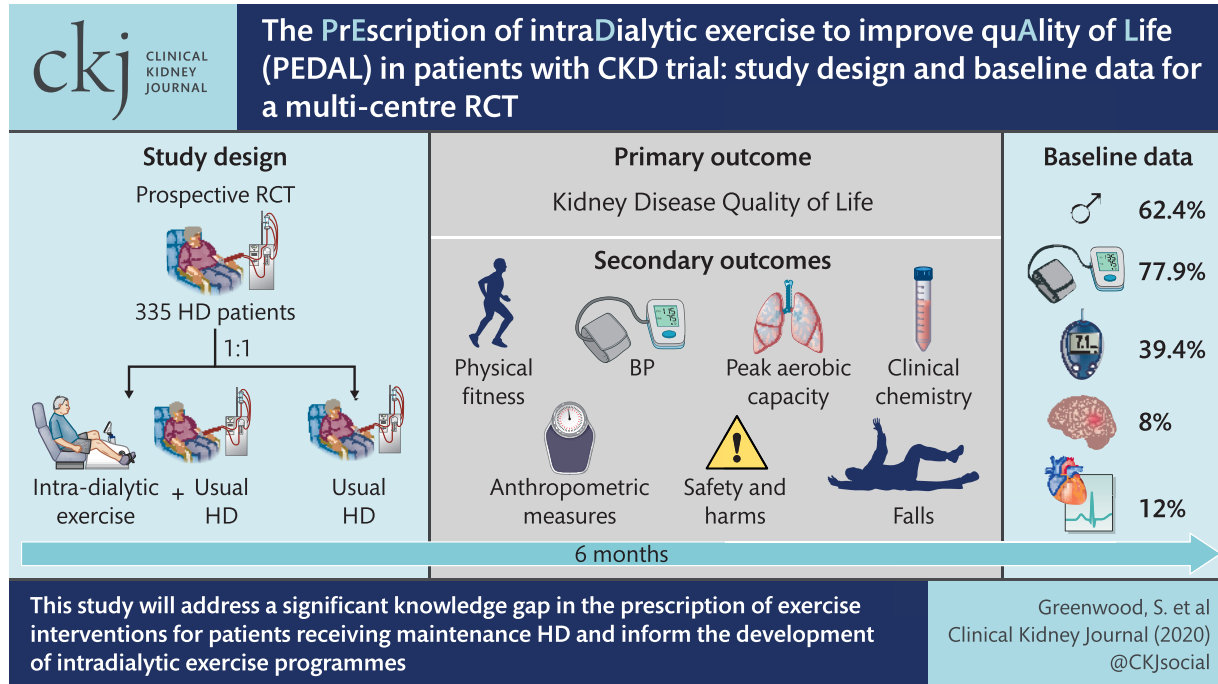 ckj
CLINICAL
KIDNEY
JOURNAL
The PrEscription of intraDialytic exercise to improve quAlity of Life
(PEDAL) in patients with CKD trial: study design and baseline data for
a multi-centre RCT
Study design
Prospective RCT
335 HD patients
1:1
Intra-dialytic
exercise
+
Usual
HD
Usual
HD
Primary outcome
Kidney Disease Quality of Life
Secondary outcomes
Physical
fitness
BP
Peak aerobic
capacity
Clinical
chemistry
Anthropometric
measures
Safety and
harms
Falls
Baseline data
62.4%
77.9%
7.1
39.4%
8%
12%
6 months
This study will address a significant knowledge gap in the prescription of exercise
interventions for patients receiving maintenance HD and inform the development
of intradialytic exercise programmes
Greenwood, S. et al
Clinical Kidney Journal (2020)
@CKJsocial